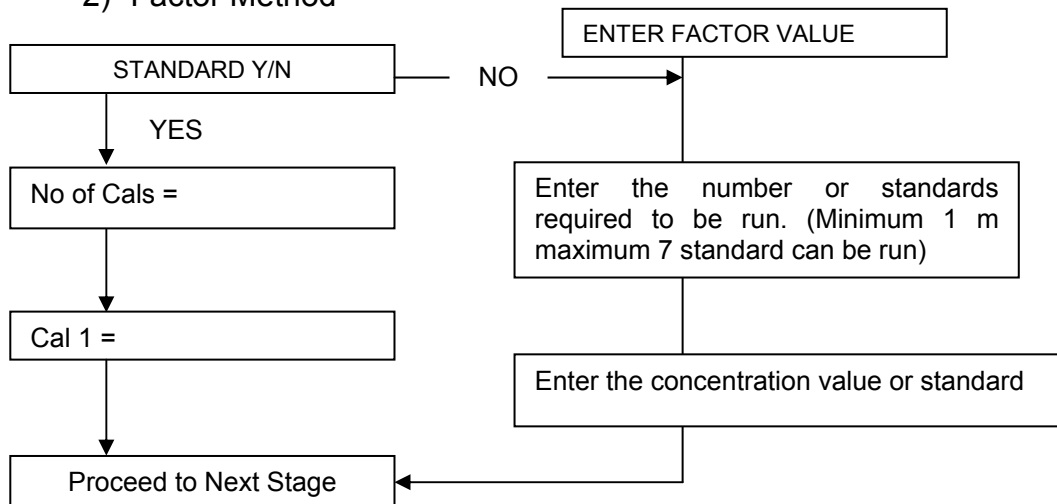 2) Factor Method
ENTER FACTOR VALUE
STANDARD Y/N
NO
YES
No of Cals =
Enter the number or standards
required to be run. (Minimum 1 m
maximum 7 standard can be run)
Cal 1 =
Enter the concentration value or standard
Proceed to Next Stage